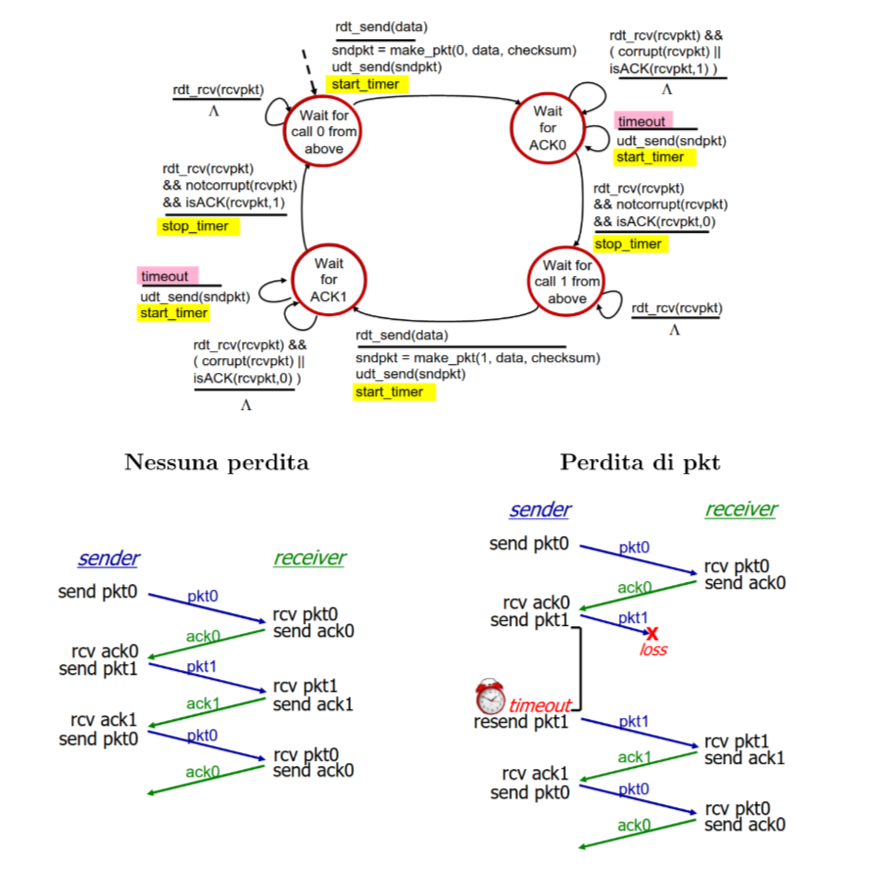 rdt_send(data)
sndpkt = make_pkt(0, data, checksum)
udt_send(sndpkt)
start_timer
rdt_rcv(rcvpkt) &&
( corrupt(rcvpkt) ||
isACK(rcvpkt,1) )
Λ
rdt_rcv(rcvpkt)
Λ
Wait for
call 0 from
above
Wait
for
ACK0
timeout
udt_send(sndpkt)
start_timer
rdt_rcv(rcvpkt)
&& notcorrupt(rcvpkt)
&& isACK(rcvpkt,1)
stop_timer
rdt_rcv(rcvpkt)
&& notcorrupt(rcvpkt)
&& isACK(rcvpkt,0)
stop_timer
timeout
udt_send(sndpkt)
start_timer
Wait
for
ACK1
Wait for
call 1 from
above
rdt_rcv(rcvpkt)
Λ
rdt_rcv(rcvpkt) &&
( corrupt(rcvpkt) ||
isACK(rcvpkt,0) )
Λ
rdt_send(data)
sndpkt = make_pkt(1, data, checksum)
udt_send(sndpkt)
start_timer
Nessuna perdita
sender
receiver
send pkt0
pkt0
rcv pkt0
send ack0
ack0
rcv ack0
send pkt1
pkt1
rcv pkt1
send ack1
ack1
rcv ack1
send pkt0
pkt0
rcv pkt0
send ack0
ack0
Perdita di pkt
sender
receiver
send pkt0
pkt0
rcv pkt0
send ack0
ack0
rcv ack0
send pkt1
pkt1
X
loss
timeout
resend pkt1
pkt1
rcv pkt1
send ack1
ack1
rcv ack1
send pkt0
pkt0
rcv pkt0
send ack0
ack0